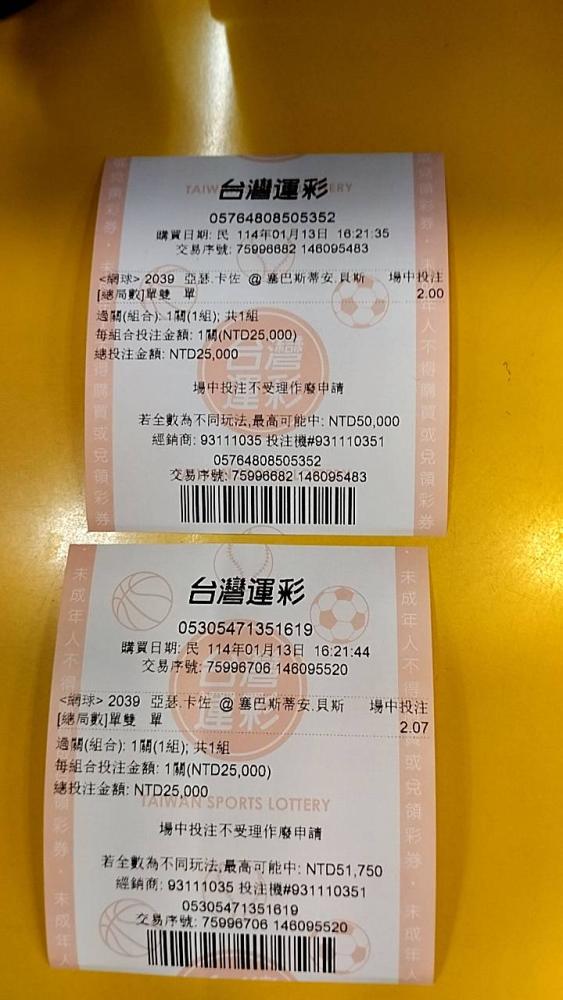 台灣運彩
05764808505352
購買日期: 民 114年01月13日 16:21:35
交易序號: 75996682 146095483
<網球> 2039 亞瑟.卡佐 @ 塞巴斯蒂安.貝斯 場中投注
[總局數]單雙 單 2.00
過關(組合): 1關(1組); 共1組
每組合投注金額: 1關(NTD25,000)
總投注金額: NTD25,000
場中投注不受理作廢申請
若全數為不同玩法,最高可能中: NTD50,000
經銷商: 93111035 投注機#931110351
05764808505352
交易序號: 75996682 146095483
台灣運彩
05305471351619
購買日期: 民 114年01月13日 16:21:44
交易序號: 75996706 146095520
<網球> 2039 亞瑟.卡佐 @ 塞巴斯蒂安.貝斯 場中投注
[總局數]單雙 單 2.07
過關(組合): 1關(1組); 共1組
每組合投注金額: 1關(NTD25,000)
總投注金額: NTD25,000
TAIWAN SPORTS LOTTERY
場中投注不受理作廢申請
若全數為不同玩法,最高可能中: NTD51,750
經銷商: 93111035 投注機#931110351
05305471351619
交易序號: 75996706 146095520